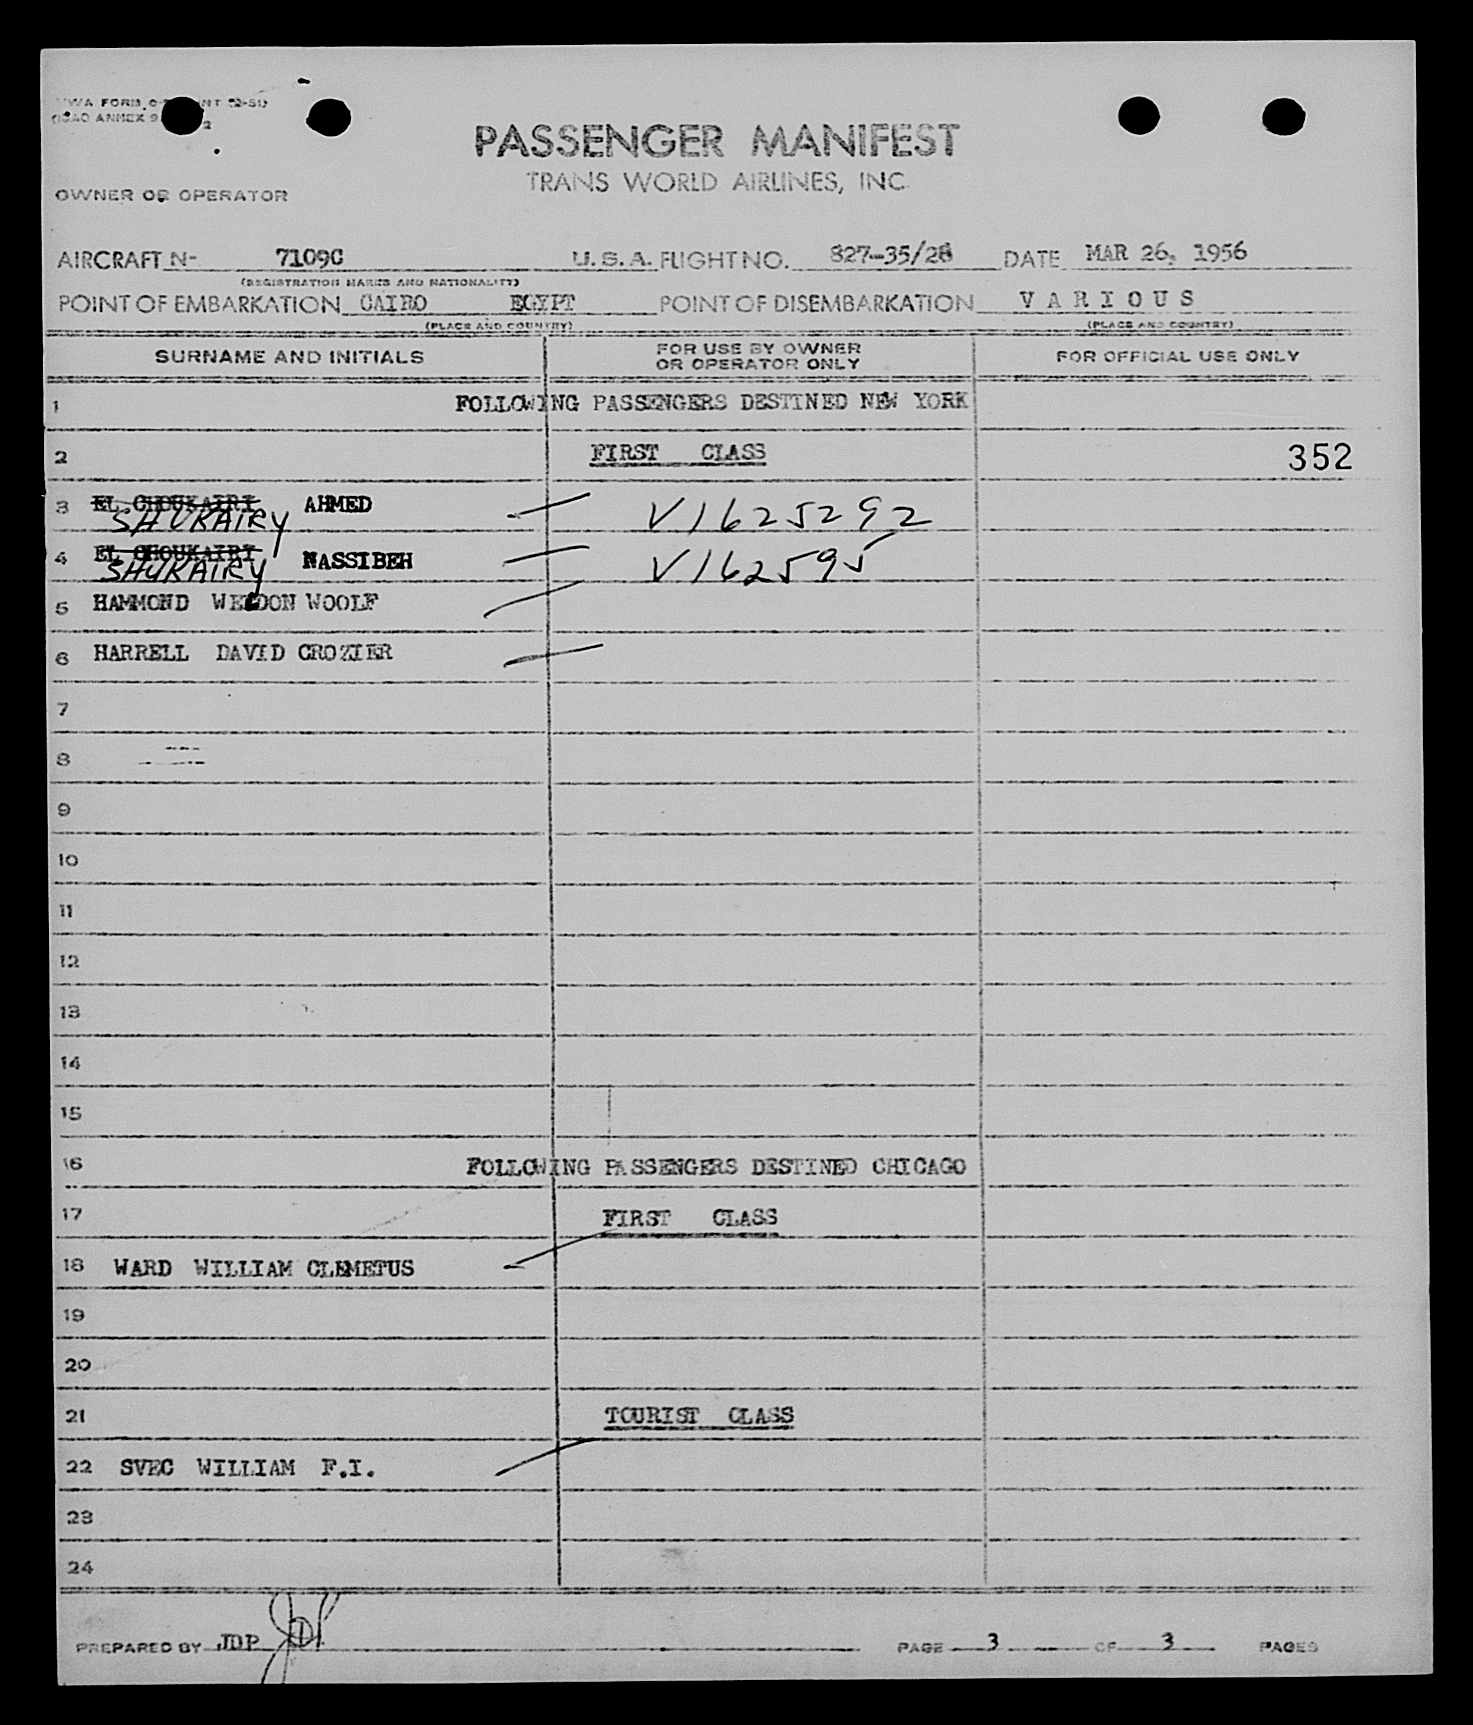 OWNER OR OPERATOR
PASSENGER MANIFEST
TRANS WORLD AIRLINES, INC.
AIRCRAFT N- 7109C U.S.A. FLIGHT NO. 827-35/28 DATE MAR 26, 1956
(REGISTRATION MARKS AND NATIONALITY)
POINT OF EMBARKATION CAIRO EGYPT POINT OF DISEMBARKATION VARIOUS
(PLACE AND COUNTRY) (PLACE AND COUNTRY)
SURNAME AND INITIALS FOR USE BY OWNER OR OPERATOR ONLY FOR OFFICIAL USE ONLY
1 FOLLOWING PASSENGERS DESTINED NEW YORK
2 FIRST CLASS 352
3 EL CHOUKAIRI AHMED V1625292
SHUKAIRY
4 EL CHOUKAIRI NASSIBEH V162595
SHUKAIRY
5 HAMMOND WELDON WOOLF
6 HARRELL DAVID CROZIER
7
8
9
10
11
12
13
14
15
16 FOLLOWING PASSENGERS DESTINED CHICAGO
17 FIRST CLASS
18 WARD WILLIAM CLEMETUS
19
20
21 TOURIST CLASS
22 SVEC WILLIAM F.I.
23
24
PREPARED BY JDP PAGE 3 OF 3 PAGES